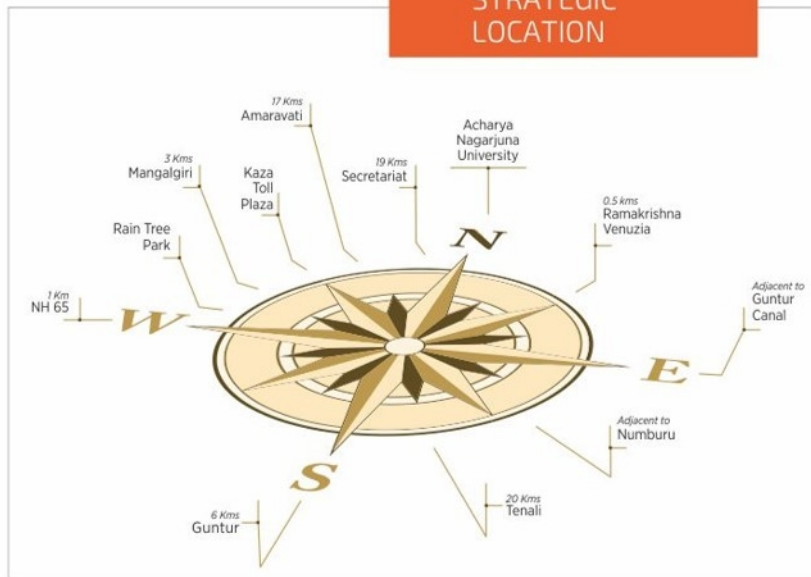 STRATEGIC
LOCATION
17 Kms
Amaravati
Acharya
Nagarjuna
University
3 Kms
Mangalgiri
Kaza
Toll
Plaza
19 Kms
Secretariat
Rain Tree
Park
0.5 kms
Ramakrishna
Venuzia
N
1 Km
NH 65
W
Adjacent to
Guntur
Canal
E
Adjacent to
Numburu
S
6 Kms
Guntur
20 Kms
Tenali